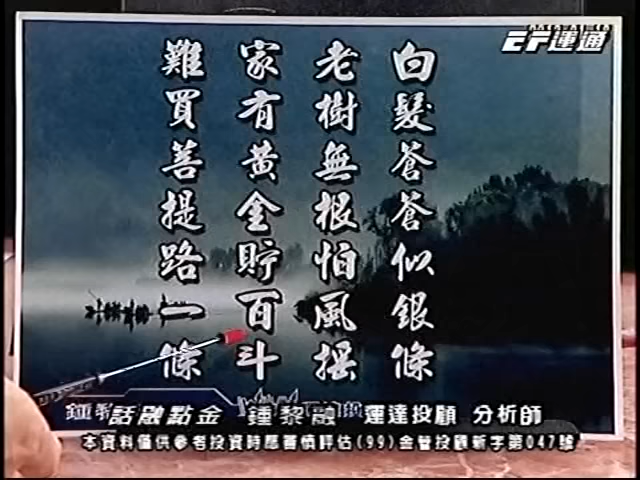 EF運通
白髮蒼蒼似銀條
老樹無根怕風搖
家有黃金貯百斗
難買菩提路一條
話融點金 鍾黎融 運達投顧 分析師
本資料僅供參考投資時應審慎評估(99)金管投顧新字第047號